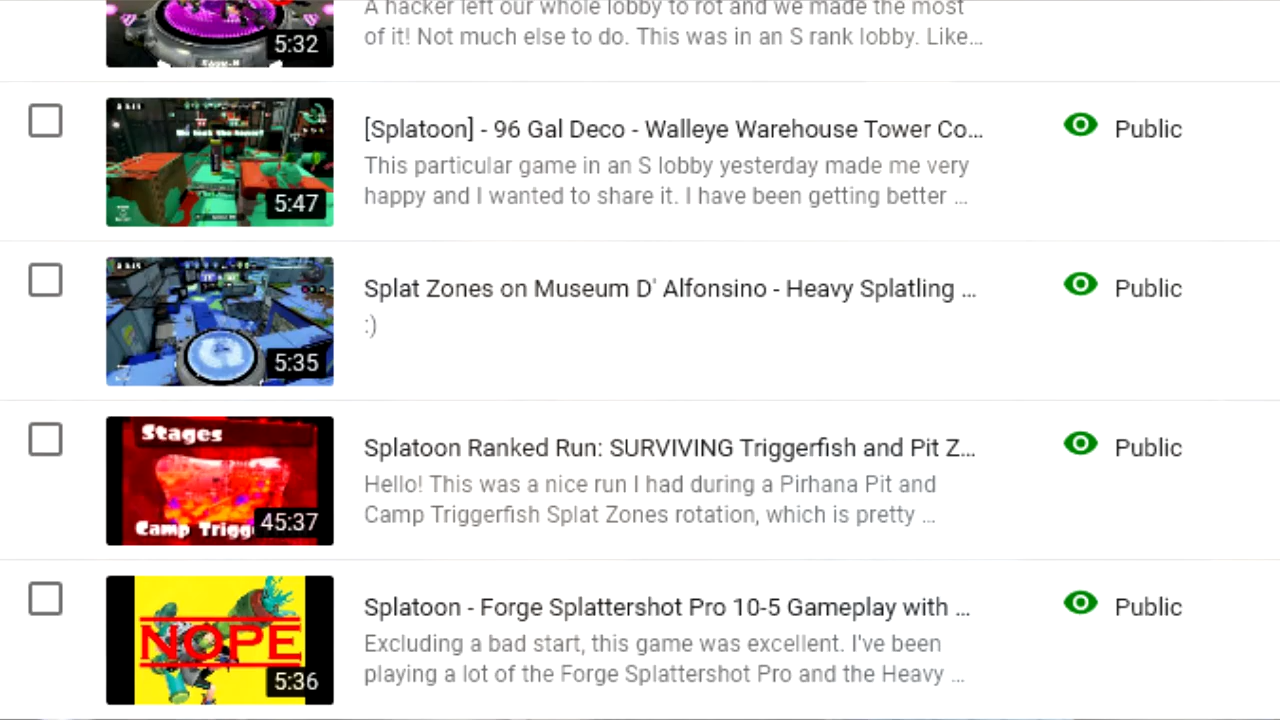 A hacker left our whole lobby to rot and we made the most
of it! Not much else to do. This was in an S rank lobby. Like...
5:32
[Splatoon] - 96 Gal Deco - Walleye Warehouse Tower Co...
Public
This particular game in an S lobby yesterday made me very
happy and I wanted to share it. I have been getting better ...
5:47
Splat Zones on Museum D' Alfonsino - Heavy Splatling ...
Public
:)
5:35
Stages
Camp Trigg
45:37
Splatoon Ranked Run: SURVIVING Triggerfish and Pit Z...
Public
Hello! This was a nice run I had during a Pirhana Pit and
Camp Triggerfish Splat Zones rotation, which is pretty ...
NOPE
5:36
Splatoon - Forge Splattershot Pro 10-5 Gameplay with ...
Public
Excluding a bad start, this game was excellent. I've been
playing a lot of the Forge Splattershot Pro and the Heavy ...